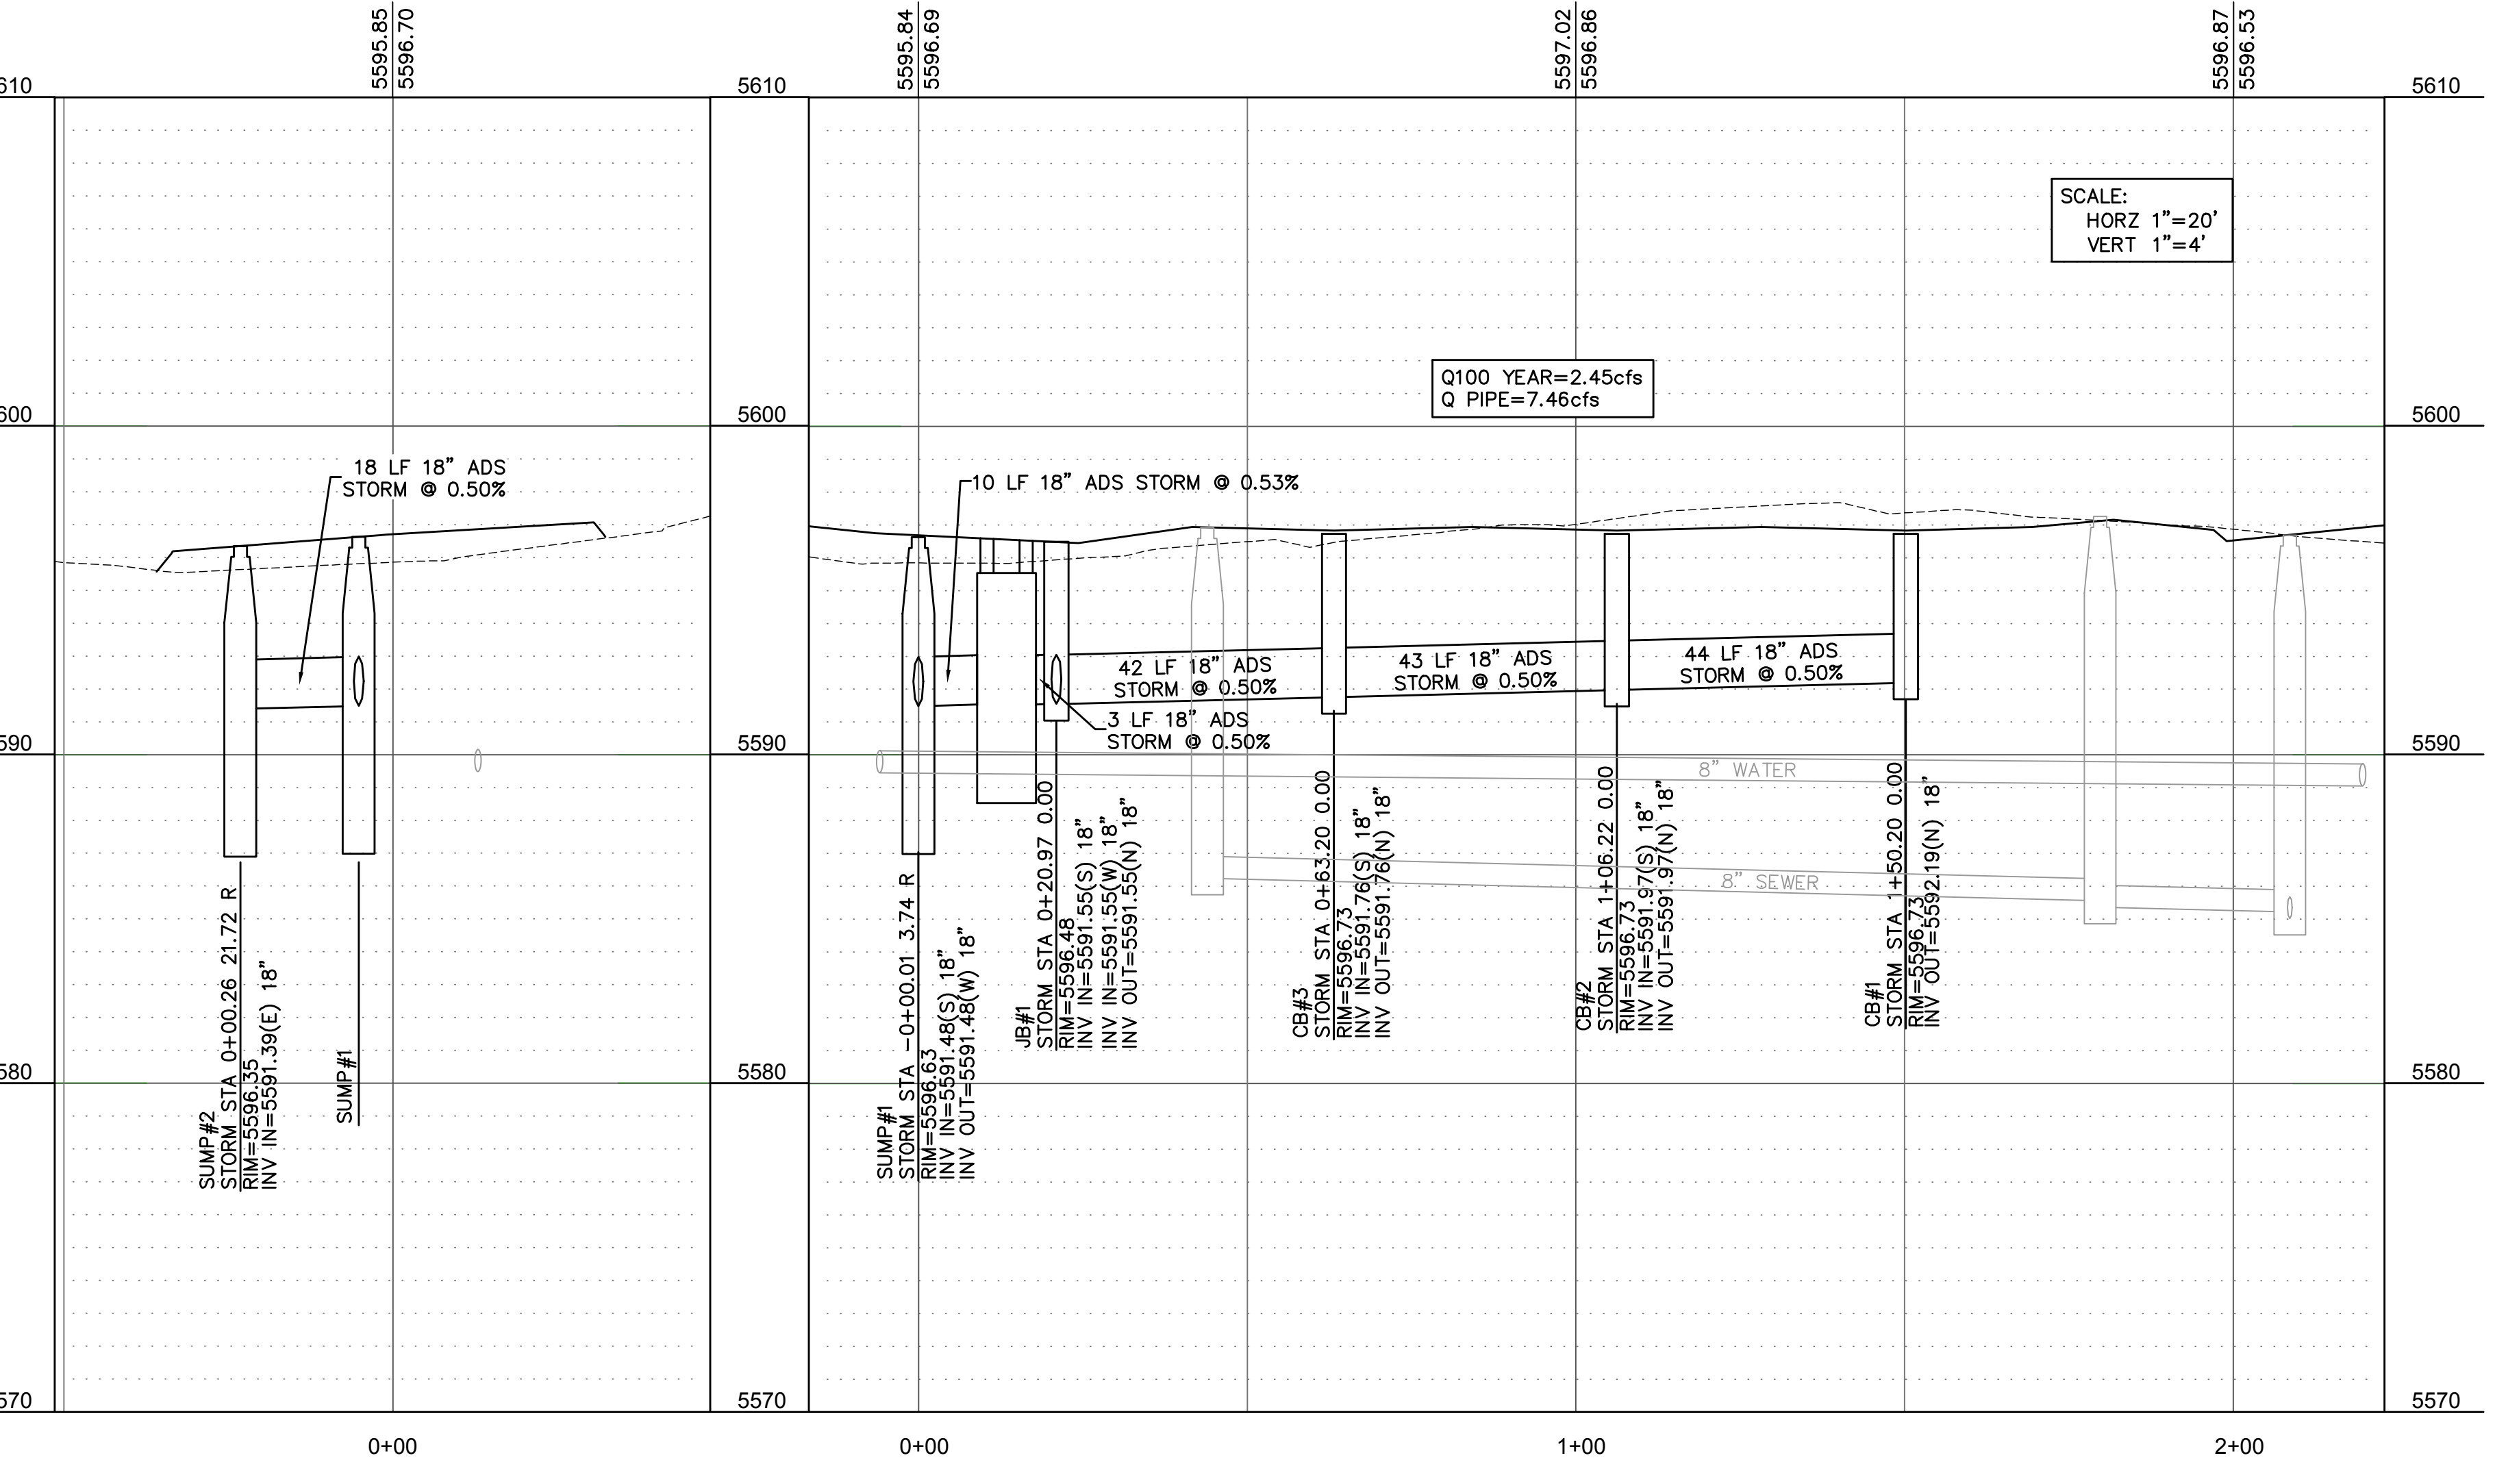 5595.85
5596.70
5595.84
5596.69
5597.02
5596.86
5596.87
5596.53
610
5610
5610
SCALE:
HORZ 1"=20'
VERT 1"=4'
Q100 YEAR=2.45cfs
Q PIPE=7.46cfs
600
5600
5600
18 LF 18" ADS
STORM @ 0.50%
10 LF 18" ADS STORM @ 0.53%
42 LF 18" ADS
STORM @ 0.50%
43 LF 18" ADS
STORM @ 0.50%
44 LF 18" ADS
STORM @ 0.50%
3 LF 18" ADS
STORM @ 0.50%
590
5590
5590
8" WATER
8" SEWER
SUMP#2
STORM STA 0+00.26 21.72 R
RIM=5596.35
INV IN=5591.39(E) 18"
SUMP#1
SUMP#1
STORM STA -0+00.01 3.74 R
RIM=5596.63
INV IN=5591.48(S) 18"
INV OUT=5591.48(W) 18"
JB#1
STORM STA 0+20.97 0.00
RIM=5596.48
INV IN=5591.55(S) 18"
INV IN=5591.55(W) 18"
INV OUT=5591.55(N) 18"
CB#3
STORM STA 0+63.20 0.00
RIM=5596.73
INV IN=5591.76(S) 18"
INV OUT=5591.76(N) 18"
CB#2
STORM STA 1+06.22 0.00
RIM=5596.73
INV IN=5591.97(S) 18"
INV OUT=5591.97(N) 18"
CB#1
STORM STA 1+50.20 0.00
RIM=5596.73
INV OUT=5592.19(N) 18"
580
5580
5580
570
5570
5570
0+00
0+00
1+00
2+00